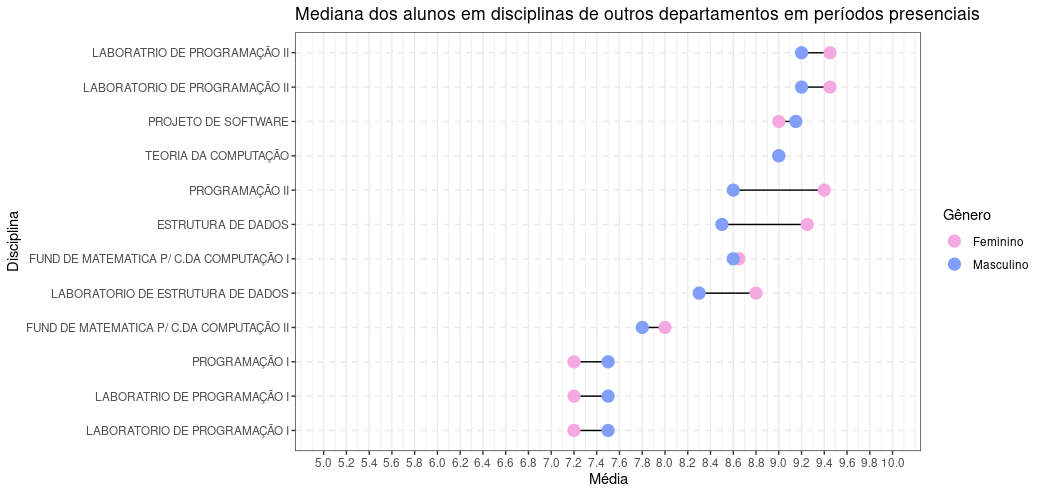 Mediana dos alunos em disciplinas de outros departamentos em períodos presenciais
LABORATRIO DE PROGRAMAÇÃO II
LABORATORIO DE PROGRAMAÇÃO II
PROJETO DE SOFTWARE
TEORIA DA COMPUTAÇÃO
PROGRAMAÇÃO II
ESTRUTURA DE DADOS
FUND DE MATEMATICA P/ C.DA COMPUTAÇÃO I
LABORATORIO DE ESTRUTURA DE DADOS
FUND DE MATEMATICA P/ C.DA COMPUTAÇÃO II
PROGRAMAÇÃO I
LABORATRIO DE PROGRAMAÇÃO I
LABORATORIO DE PROGRAMAÇÃO I
Disciplina
5.0 5.2 5.4 5.6 5.8 6.0 6.2 6.4 6.6 6.8 7.0 7.2 7.4 7.6 7.8 8.0 8.2 8.4 8.6 8.8 9.0 9.2 9.4 9.6 9.8 10.0
Média
Gênero
Feminino
Masculino